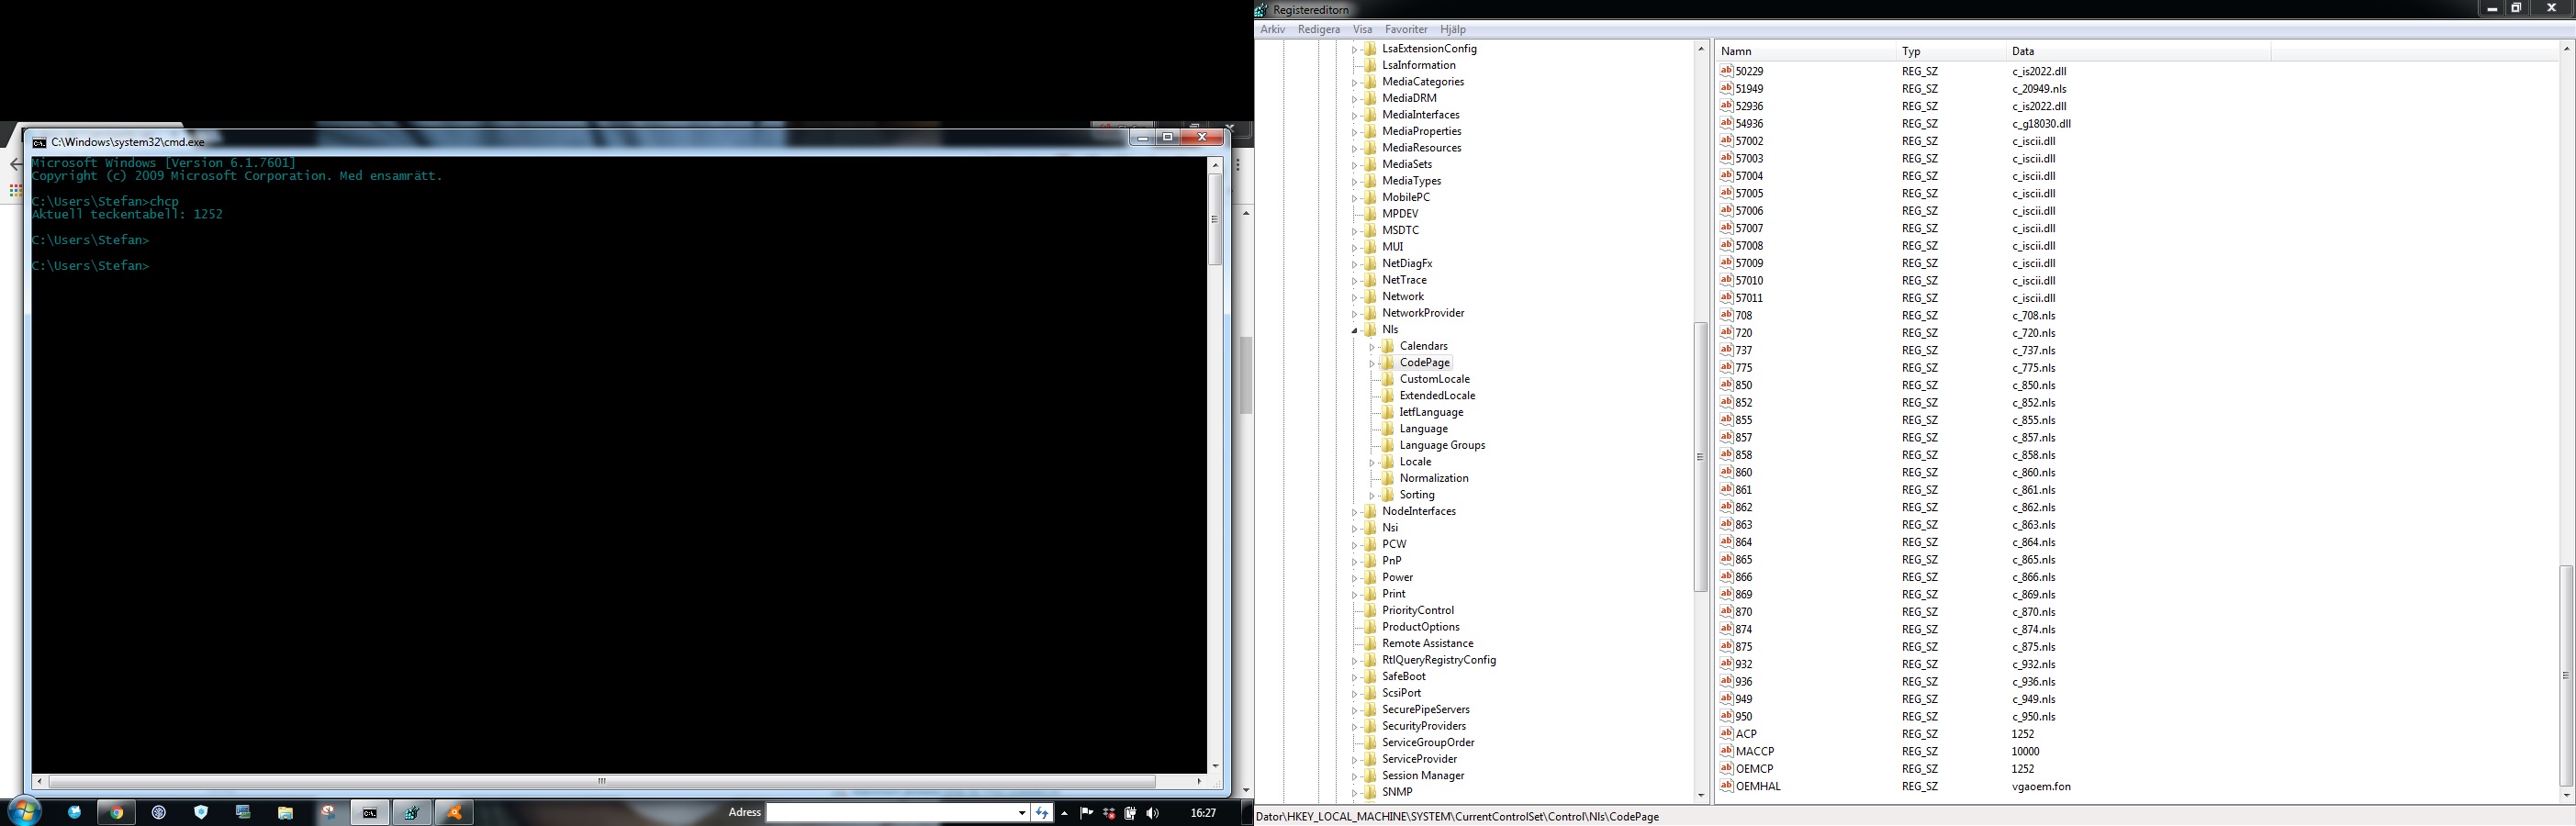 C:\Windows\system32\cmd.exe
Microsoft Windows [Version 6.1.7601]
Copyright (c) 2009 Microsoft Corporation. Med ensamrätt.
C:\Users\Stefan>chcp
Aktuell teckentabell: 1252
C:\Users\Stefan>
C:\Users\Stefan>
Adress
16:27
Registereditorn
Arkiv Redigera Visa Favoriter Hjälp
LsaExtensionConfig
LsaInformation
MediaCategories
MediaDRM
MediaInterfaces
MediaProperties
MediaResources
MediaSets
MediaTypes
MobilePC
MPDEV
MSDTC
MUI
NetDiagFx
NetTrace
Network
NetworkProvider
Nls
Calendars
CodePage
CustomLocale
ExtendedLocale
IetfLanguage
Language
Language Groups
Locale
Normalization
Sorting
NodeInterfaces
Nsi
PCW
PnP
Power
Print
PriorityControl
ProductOptions
Remote Assistance
RtlQueryRegistryConfig
SafeBoot
ScsiPort
SecurePipeServers
SecurityProviders
ServiceGroupOrder
ServiceProvider
Session Manager
SNMP
Namn Typ Data
50229 REG_SZ c_is2022.dll
51949 REG_SZ c_20949.nls
52936 REG_SZ c_is2022.dll
54936 REG_SZ c_g18030.dll
57002 REG_SZ c_iscii.dll
57003 REG_SZ c_iscii.dll
57004 REG_SZ c_iscii.dll
57005 REG_SZ c_iscii.dll
57006 REG_SZ c_iscii.dll
57007 REG_SZ c_iscii.dll
57008 REG_SZ c_iscii.dll
57009 REG_SZ c_iscii.dll
57010 REG_SZ c_iscii.dll
57011 REG_SZ c_iscii.dll
708 REG_SZ c_708.nls
720 REG_SZ c_720.nls
737 REG_SZ c_737.nls
775 REG_SZ c_775.nls
850 REG_SZ c_850.nls
852 REG_SZ c_852.nls
855 REG_SZ c_855.nls
857 REG_SZ c_857.nls
858 REG_SZ c_858.nls
860 REG_SZ c_860.nls
861 REG_SZ c_861.nls
862 REG_SZ c_862.nls
863 REG_SZ c_863.nls
864 REG_SZ c_864.nls
865 REG_SZ c_865.nls
866 REG_SZ c_866.nls
869 REG_SZ c_869.nls
870 REG_SZ c_870.nls
874 REG_SZ c_874.nls
875 REG_SZ c_875.nls
932 REG_SZ c_932.nls
936 REG_SZ c_936.nls
949 REG_SZ c_949.nls
950 REG_SZ c_950.nls
ACP REG_SZ 1252
MACCP REG_SZ 10000
OEMCP REG_SZ 1252
OEMHAL REG_SZ vgaoem.fon
Dator\HKEY_LOCAL_MACHINE\SYSTEM\CurrentControlSet\Control\Nls\CodePage